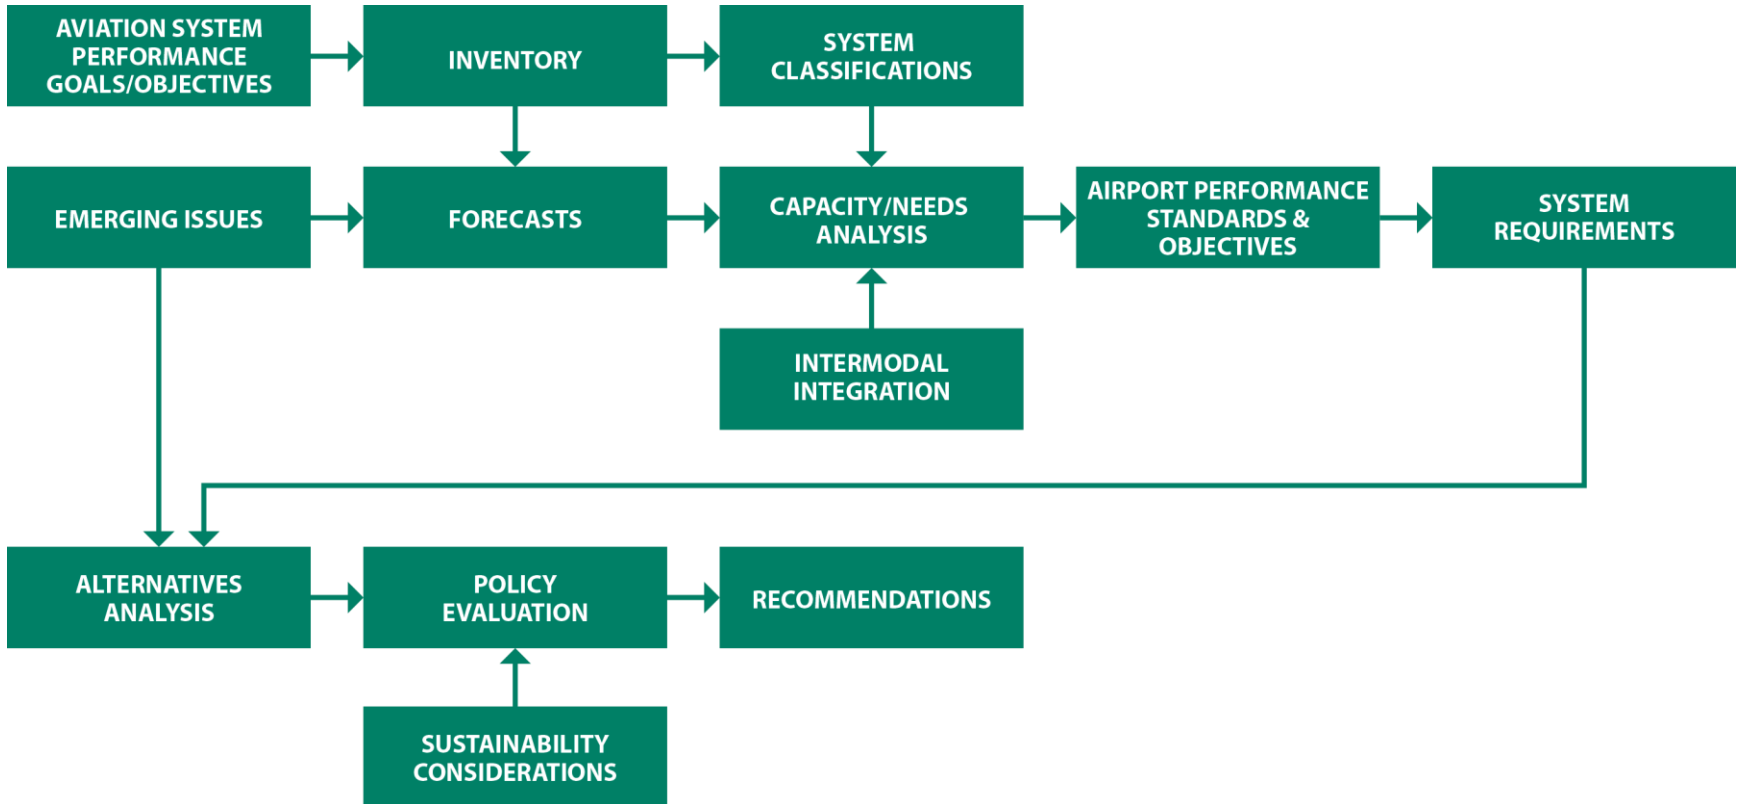 AVIATION SYSTEM
PERFORMANCE
GOALS/OBJECTIVES
INVENTORY
SYSTEM
CLASSIFICATIONS
EMERGING ISSUES
FORECASTS
CAPACITY/NEEDS
ANALYSIS
AIRPORT PERFORMANCE
STANDARDS &
OBJECTIVES
SYSTEM
REQUIREMENTS
INTERMODAL
INTEGRATION
ALTERNATIVES
ANALYSIS
POLICY
EVALUATION
RECOMMENDATIONS
SUSTAINABILITY
CONSIDERATIONS